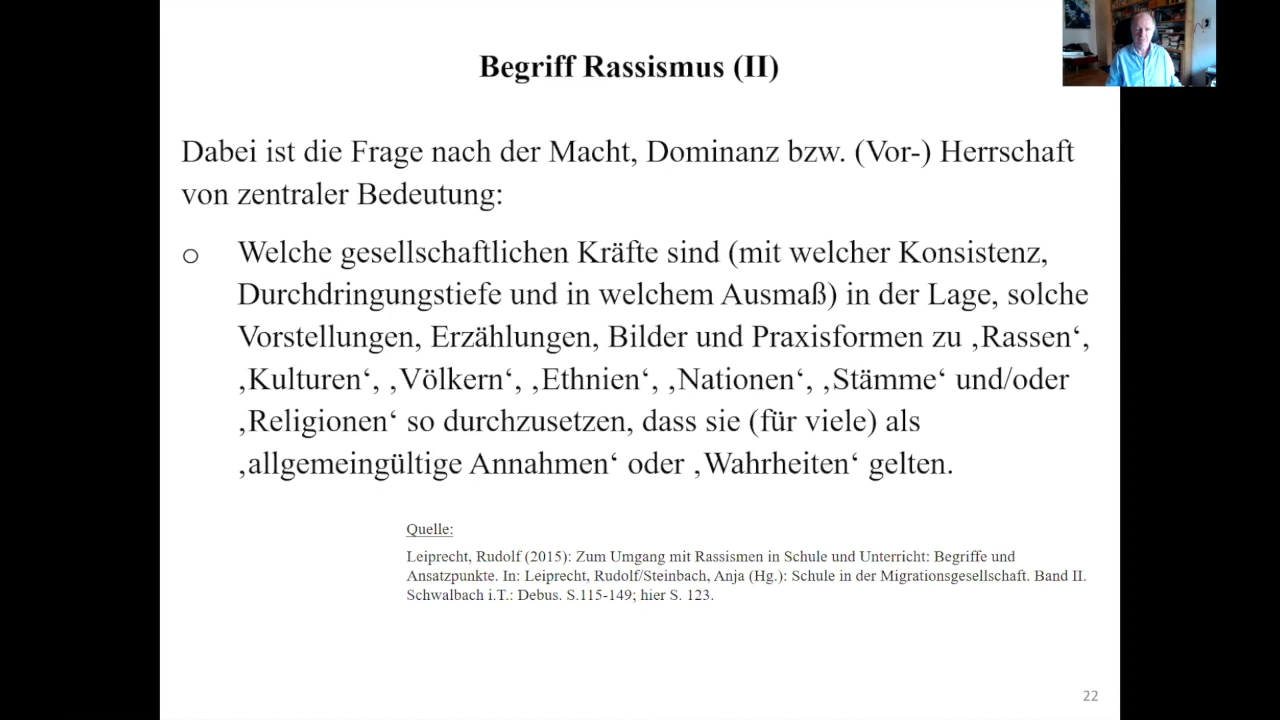 Begriff Rassismus (II)
Dabei ist die Frage nach der Macht, Dominanz bzw. (Vor-) Herrschaft
von zentraler Bedeutung:
o Welche gesellschaftlichen Kräfte sind (mit welcher Konsistenz,
Durchdringungstiefe und in welchem Ausmaß) in der Lage, solche
Vorstellungen, Erzählungen, Bilder und Praxisformen zu ‚Rassen‘,
‚Kulturen‘, ‚Völkern‘, ‚Ethnien‘, ‚Nationen‘, ‚Stämme‘ und/oder
‚Religionen‘ so durchzusetzen, dass sie (für viele) als
‚allgemeingültige Annahmen‘ oder ‚Wahrheiten‘ gelten.
Quelle:
Leiprecht, Rudolf (2015): Zum Umgang mit Rassismen in Schule und Unterricht: Begriffe und
Ansatzpunkte. In: Leiprecht, Rudolf/Steinbach, Anja (Hg.): Schule in der Migrationsgesellschaft. Band II.
Schwalbach i.T.: Debus. S.115-149; hier S. 123.
22